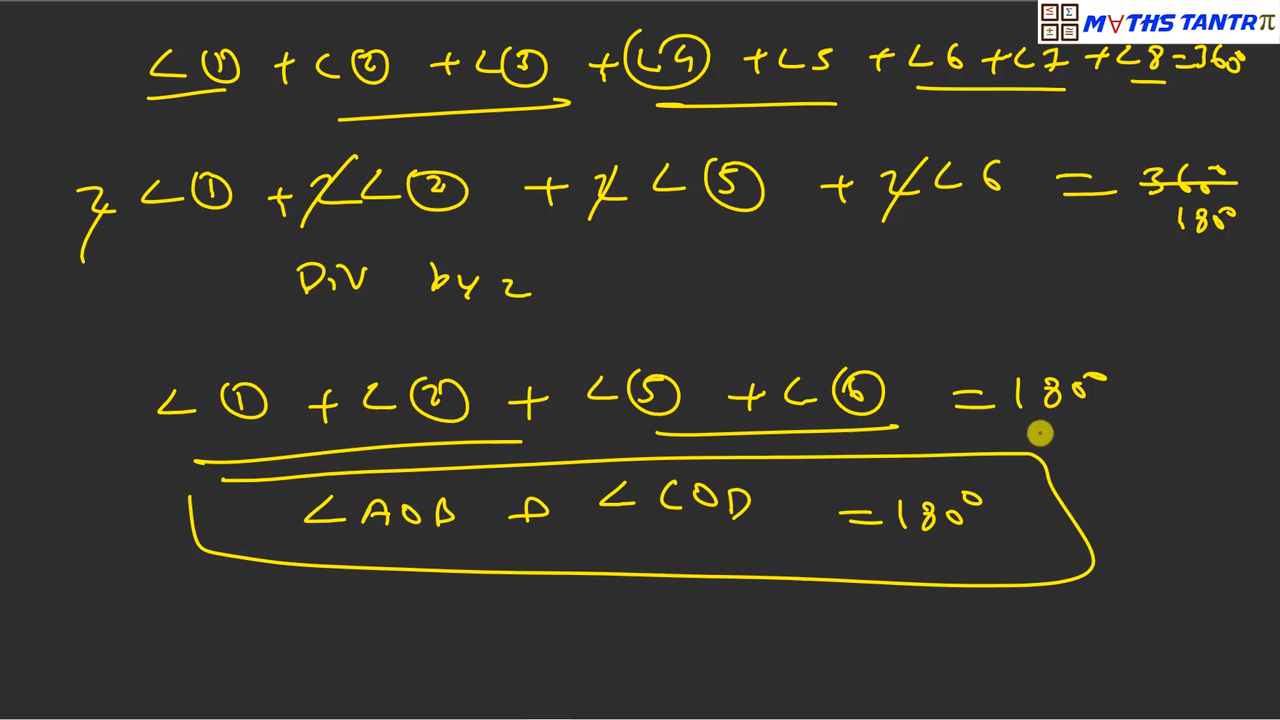 MATHS TANTRπ
∠① + ∠② + ∠③ + ∠4 + ∠5 + ∠6 + ∠7 + ∠8 = 360°
2∠① + 2∠② + 2∠⑤ + 2∠6 = 360°
180°
Div by 2
∠① + ∠② + ∠⑤ + ∠⑥ = 180°
∠AOB + ∠COD = 180°